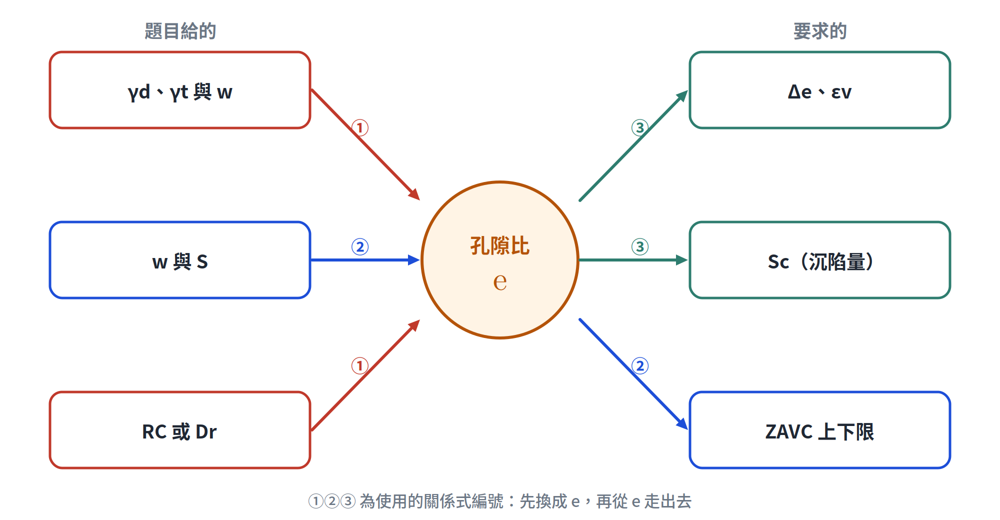 題目給的
要求的
γd、γt 與 w
Δe、εv
①
③
w 與 S
②
孔隙比
e
③
Sc（沉陷量）
①
②
RC 或 Dr
ZAVC 上下限
①②③ 為使用的關係式編號：先換成 e，再從 e 走出去